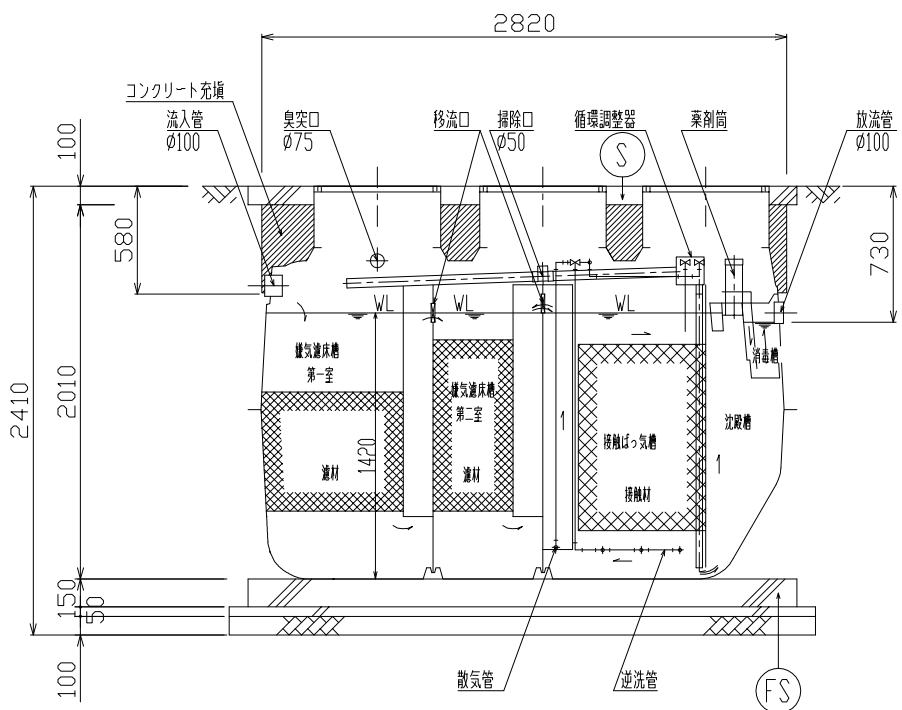 2820
コンクリート充填
流入管
Ø100
臭突口
Ø75
移流口
掃除口
Ø50
循環調整器
薬剤筒
放流管
Ø100
S
100
580
730
WL
WL
WL
嫌気濾床槽
第一室
嫌気濾床槽
第二室
消毒槽
沈殿槽
接触ばっ気槽
濾材
濾材
接触材
1420
2010
2410
150
50
100
散気管
逆洗管
FS